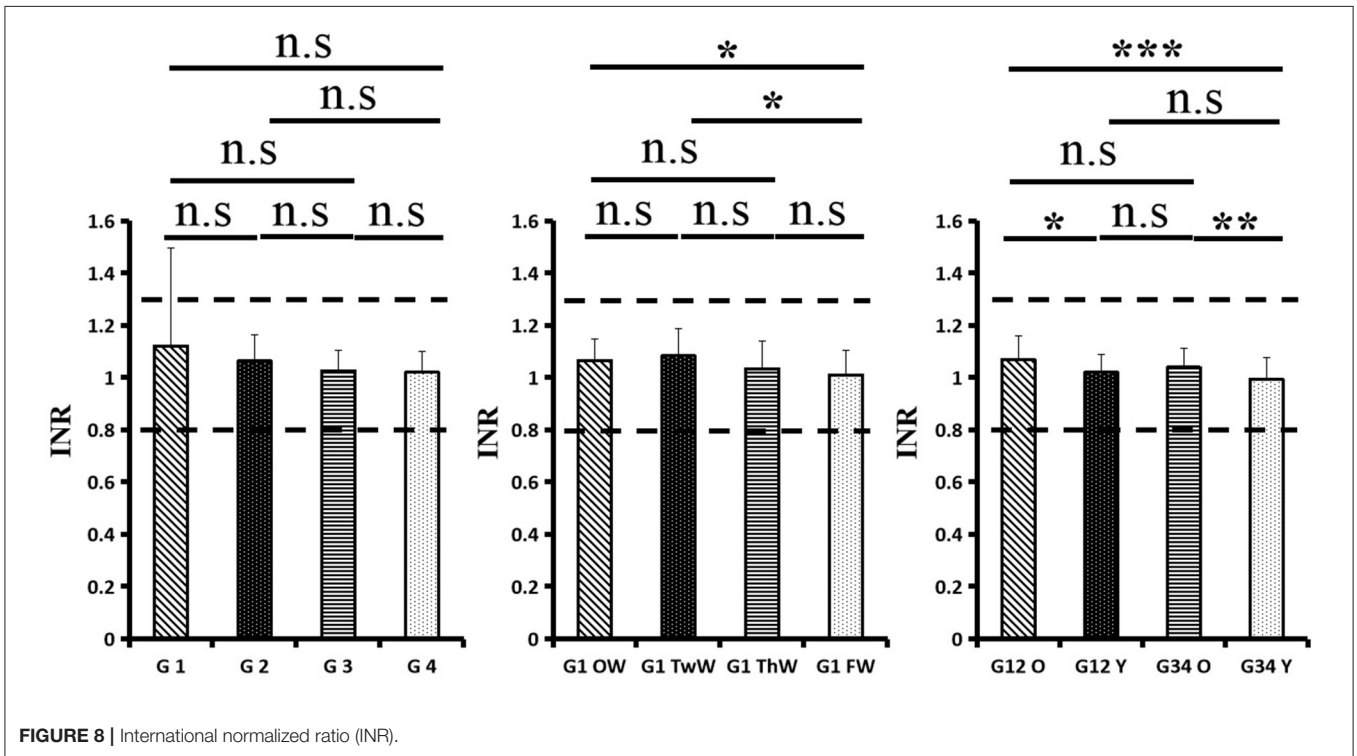 n.s
n.s
n.s
n.s n.s n.s
INR
1.6
1.4
1.2
1
0.8
0.6
0.4
0.2
0
G 1 G 2 G 3 G 4
*
*
n.s
n.s n.s n.s
INR
1.6
1.4
1.2
1
0.8
0.6
0.4
0.2
0
G1 OW G1 TwW G1 ThW G1 FW
***
n.s
n.s
* n.s **
INR
1.6
1.4
1.2
1
0.8
0.6
0.4
0.2
0
G12 O G12 Y G34 O G34 Y
FIGURE 8 | International normalized ratio (INR).